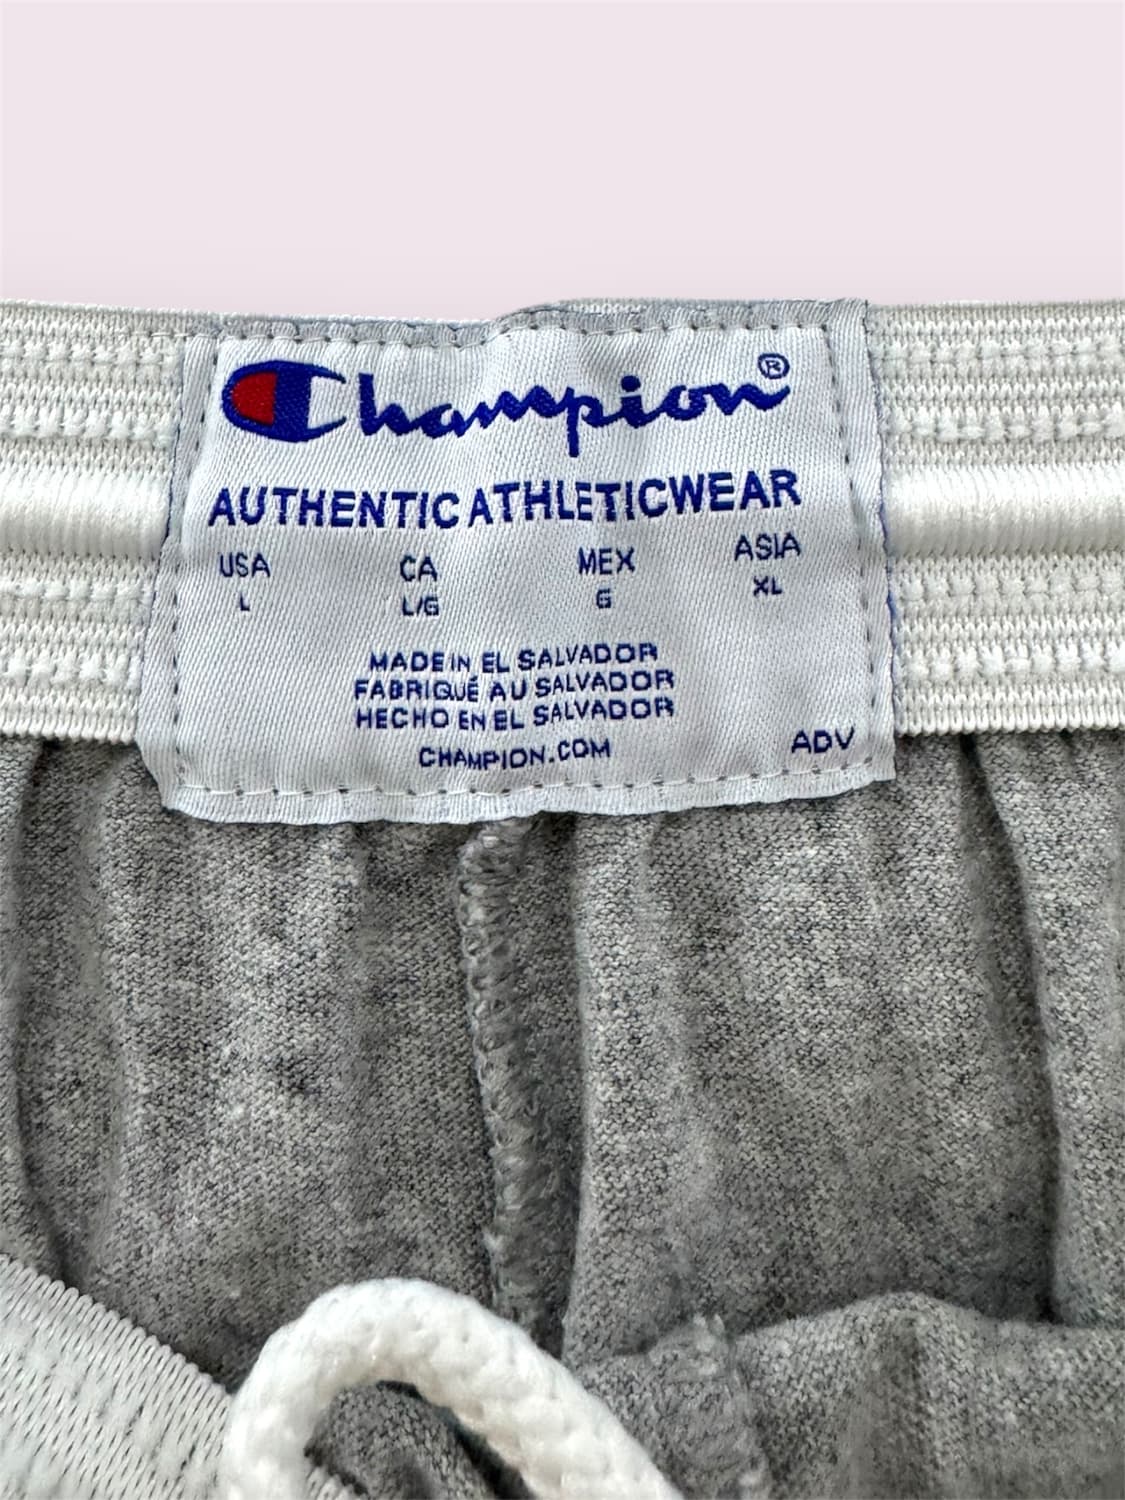 Champion®
AUTHENTIC ATHLETICWEAR
USA CA MEX ASIA
L L/G G XL
MADE IN EL SALVADOR
FABRIQUÉ AU SALVADOR
HECHO EN EL SALVADOR
CHAMPION.COM
ADV